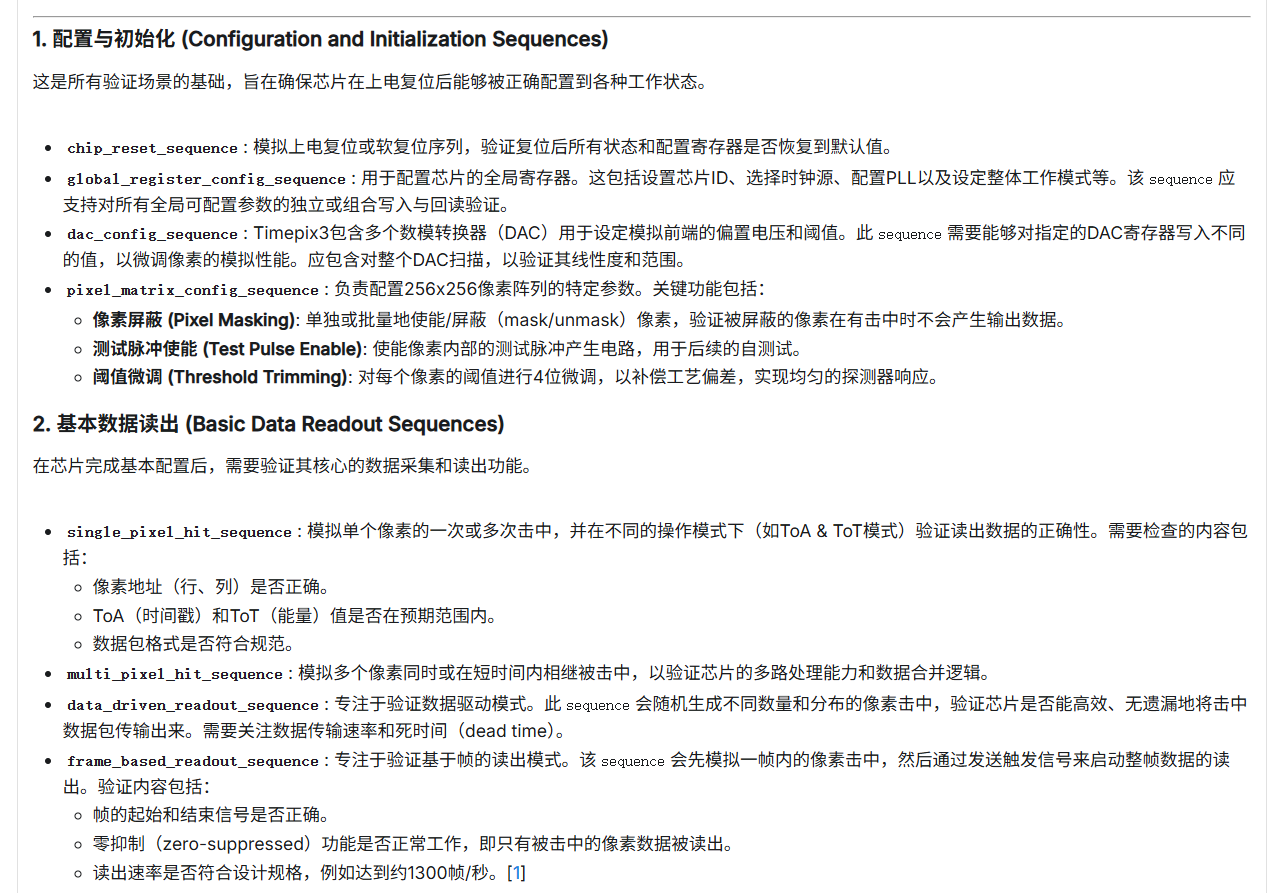 1. 配置与初始化 (Configuration and Initialization Sequences)
这是所有验证场景的基础，旨在确保芯片在上电复位后能够被正确配置到各种工作状态。
• chip_reset_sequence：模拟上电复位或软复位序列，验证复位后所有状态和配置寄存器是否恢复到默认值。
• global_register_config_sequence：用于配置芯片的全局寄存器。这包括设置芯片ID、选择时钟源、配置PLL以及设定整体工作模式等。该 sequence 应
支持对所有全局可配置参数的独立或组合写入与回读验证。
• dac_config_sequence：Timepix3包含多个数模转换器（DAC）用于设定模拟前端的偏置电压和阈值。此 sequence 需要能够对指定的DAC寄存器写入不同
的值，以微调像素的模拟性能。应包含对整个DAC扫描，以验证其线性度和范围。
• pixel_matrix_config_sequence：负责配置256x256像素阵列的特定参数。关键功能包括：
◦ 像素屏蔽 (Pixel Masking): 单独或批量地使能/屏蔽（mask/unmask）像素，验证被屏蔽的像素在有击中时不会产生输出数据。
◦ 测试脉冲使能 (Test Pulse Enable): 使能像素内部的测试脉冲产生电路，用于后续的自测试。
◦ 阈值微调 (Threshold Trimming): 对每个像素的阈值进行4位微调，以补偿工艺偏差，实现均匀的探测器响应。
2. 基本数据读出 (Basic Data Readout Sequences)
在芯片完成基本配置后，需要验证其核心的数据采集和读出功能。
• single_pixel_hit_sequence：模拟单个像素的一次或多次击中，并在不同的操作模式下（如ToA & ToT模式）验证读出数据的正确性。需要检查的内容包
括：
◦ 像素地址（行、列）是否正确。
◦ ToA（时间戳）和ToT（能量）值是否在预期范围内。
◦ 数据包格式是否符合规范。
• multi_pixel_hit_sequence：模拟多个像素同时或在短时间内相继被击中，以验证芯片的多路处理能力和数据合并逻辑。
• data_driven_readout_sequence：专注于验证数据驱动模式。此 sequence 会随机生成不同数量和分布的像素击中，验证芯片是否能高效、无遗漏地将击中
数据包传输出来。需要关注数据传输速率和死时间（dead time）。
• frame_based_readout_sequence：专注于验证基于帧的读出模式。该 sequence 会先模拟一帧内的像素击中，然后通过发送触发信号来启动整帧数据的读
出。验证内容包括：
◦ 帧的起始和结束信号是否正确。
◦ 零抑制（zero-suppressed）功能是否正常工作，即只有被击中的像素数据被读出。
◦ 读出速率是否符合设计规格，例如达到约1300帧/秒。[1]